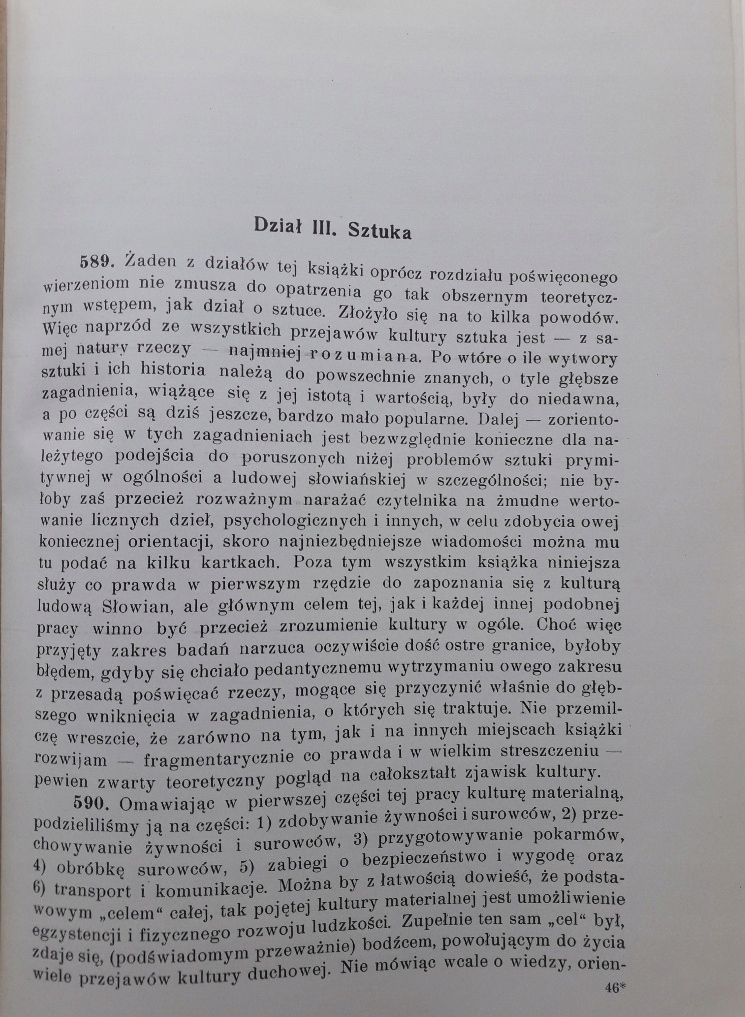 Dział III. Sztuka
589. Żaden z działów tej książki oprócz rozdziału poświęconego
wierzeniom nie zmusza do opatrzenia go tak obszernym teoretycz-
nym wstępem, jak dział o sztuce. Złożyło się na to kilka powodów.
Więc naprzód ze wszystkich przejawów kultury sztuka jest — z sa-
mej natury rzeczy — najmniej rozumiana. Po wtóre o ile wytwory
sztuki i ich historia należą do powszechnie znanych, o tyle głębsze
zagadnienia, wiążące się z jej istotą i wartością, były do niedawna,
a po części są dziś jeszcze, bardzo mało popularne. Dalej — zoriento-
wanie się w tych zagadnieniach jest bezwzględnie konieczne dla na-
leżytego podejścia do poruszonych niżej problemów sztuki prymi-
tywnej w ogólności a ludowej słowiańskiej w szczególności; nie by-
łoby zaś przecież rozważnym narażać czytelnika na żmudne werto-
wanie licznych dzieł, psychologicznych i innych, w celu zdobycia owej
koniecznej orientacji, skoro najniezbędniejsze wiadomości można mu
tu podać na kilku kartkach. Poza tym wszystkim książka niniejsza
służy co prawda w pierwszym rzędzie do zapoznania się z kulturą
ludową Słowian, ale głównym celem tej, jak i każdej innej podobnej
pracy winno być przecież zrozumienie kultury w ogóle. Choć więc
przyjęty zakres badań narzuca oczywiście dość ostre granice, byłoby
błędem, gdyby się chciało pedantycznemu wytrzymaniu owego zakresu
z przesadą poświęcać rzeczy, mogące się przyczynić właśnie do głęb-
szego wniknięcia w zagadnienia, o których się traktuje. Nie przemil-
czę wreszcie, że zarówno na tym, jak i na innych miejscach książki
rozwijam — fragmentarycznie co prawda i w wielkim streszczeniu —
pewien zwarty teoretyczny pogląd na całokształt zjawisk kultury.
590. Omawiając w pierwszej części tej pracy kulturę materialną,
podzieliliśmy ją na części: 1) zdobywanie żywności i surowców, 2) prze-
chowywanie żywności i surowców, 3) przygotowywanie pokarmów,
4) obróbkę surowców, 5) zabiegi o bezpieczeństwo i wygodę oraz
6) transport i komunikacje. Można by z łatwością dowieść, że podsta-
wowym „celem“ całej, tak pojętej kultury materialnej jest umożliwienie
egzystencji i fizycznego rozwoju ludzkości. Zupełnie ten sam „cel“ był,
zdaje się, (podświadomym przeważnie) bodźcem, powołującym do życia
wiele przejawów kultury duchowej. Nie mówiąc wcale o wiedzy, orien-
46*